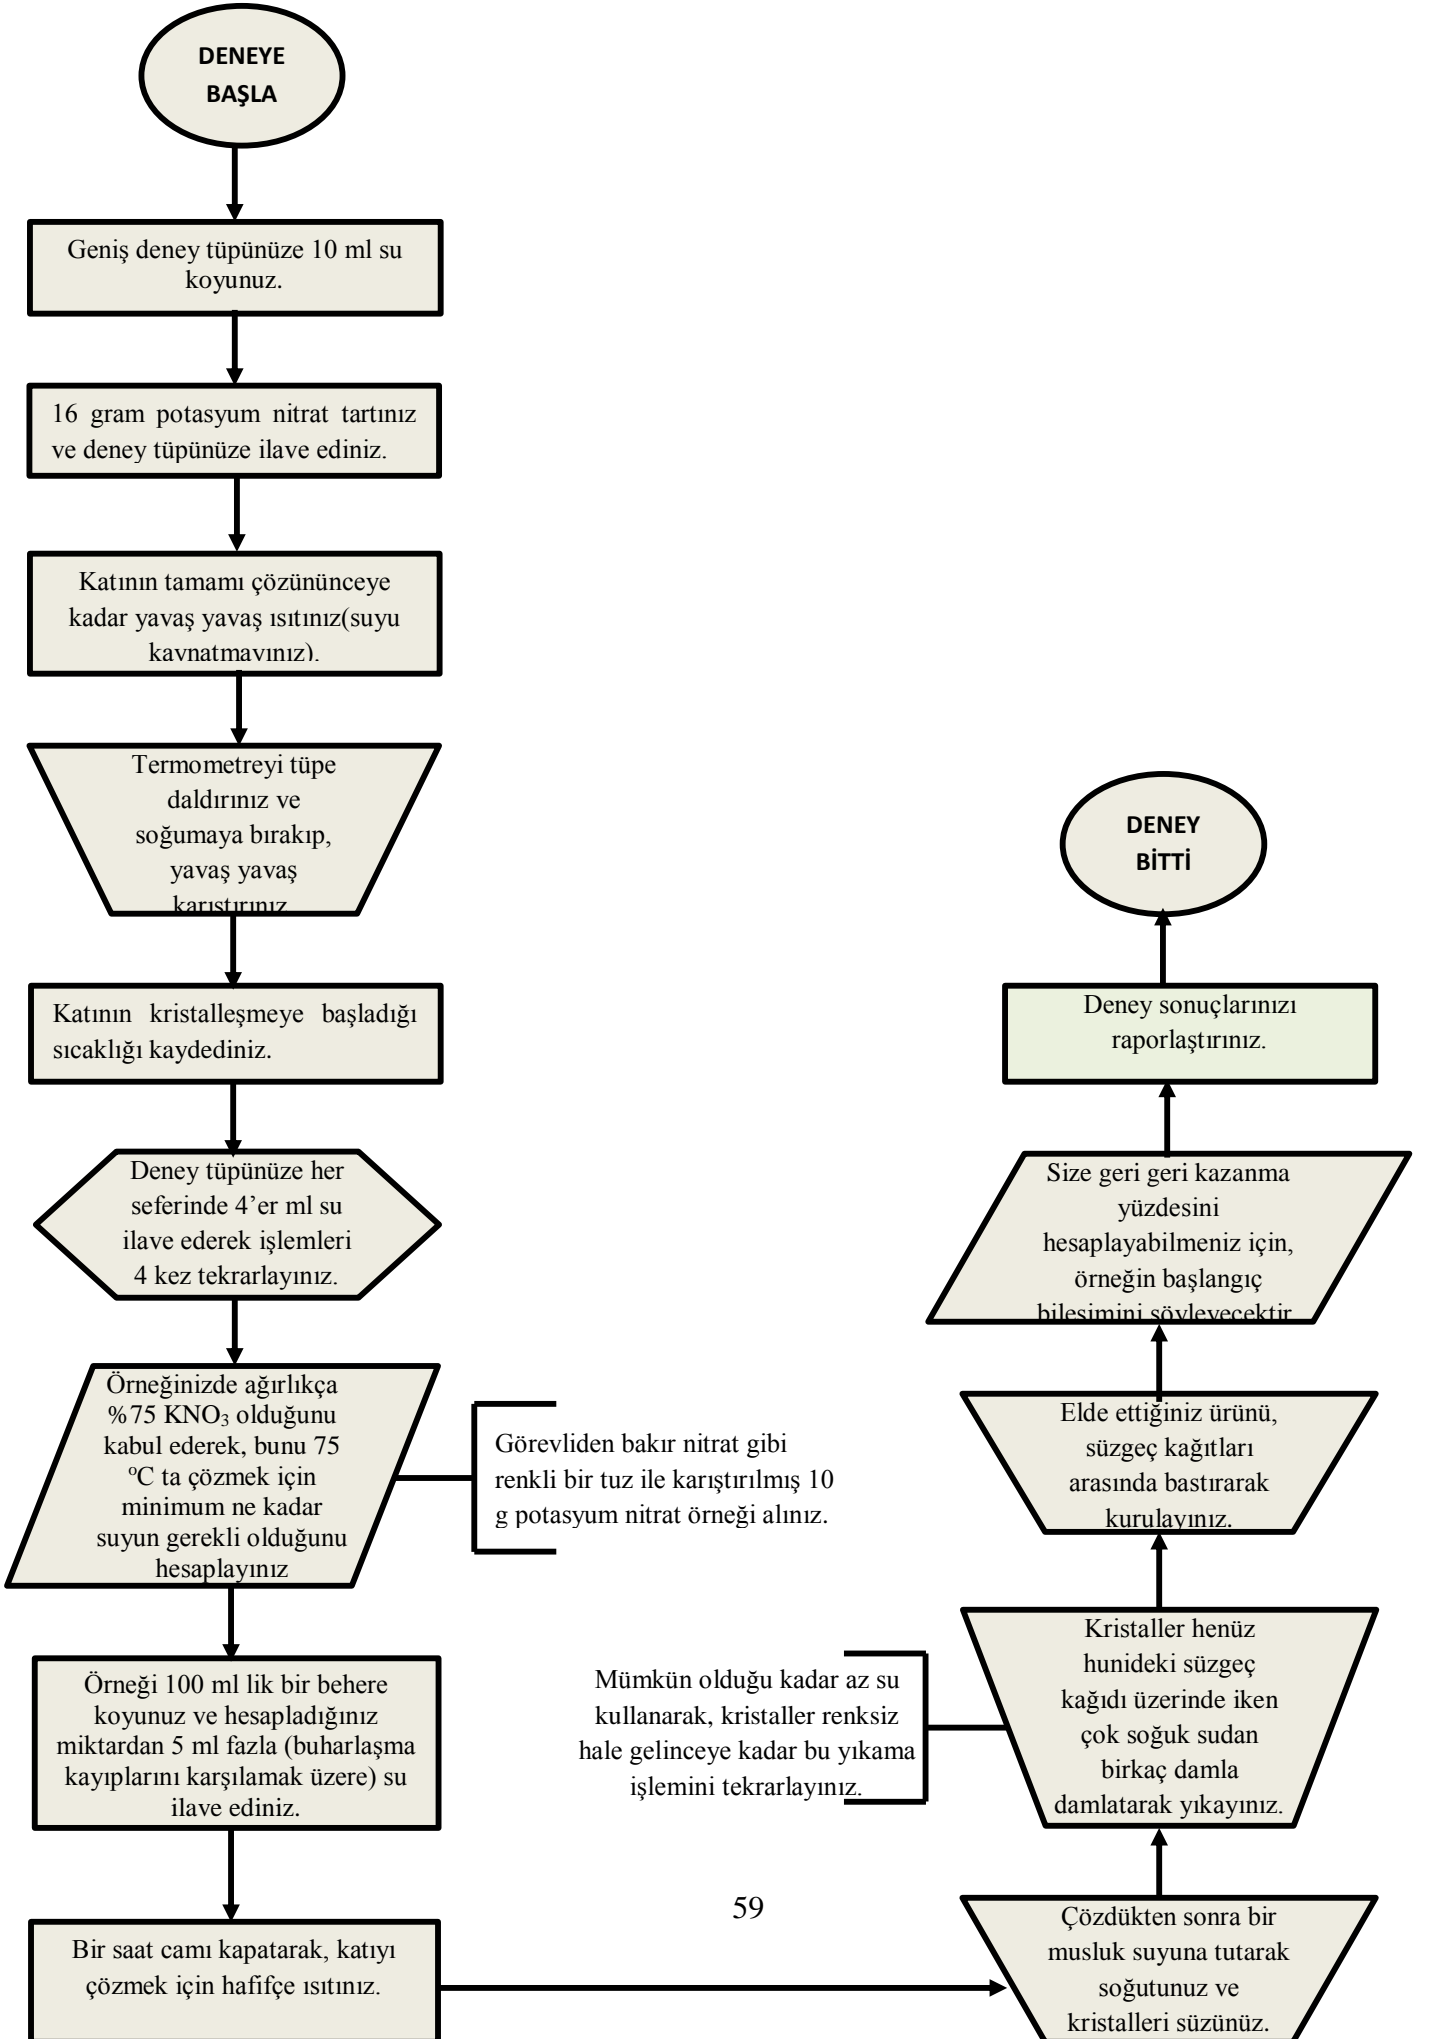 DENEYE
BAŞLA
Geniş deney tüpünüze 10 ml su
koyunuz.
16 gram potasyum nitrat tartınız
ve deney tüpünüze ilave ediniz.
Katının tamamı çözününceye
kadar yavaş yavaş ısıtınız(suyu
kaynatmayınız).
Termometreyi tüpe
daldırınız ve
soğumaya bırakıp,
yavaş yavaş
karıştırınız
Katının kristalleşmeye başladığı
sıcaklığı kaydediniz.
Deney tüpünüze her
seferinde 4’er ml su
ilave ederek işlemleri
4 kez tekrarlayınız.
Örneğinizde ağırlıkça
%75 KNO₃ olduğunu
kabul ederek, bunu 75
ºC ta çözmek için
minimum ne kadar
suyun gerekli olduğunu
hesaplayınız
Görevliden bakır nitrat gibi
renkli bir tuz ile karıştırılmış 10
g potasyum nitrat örneği alınız.
Örneği 100 ml lik bir behere
koyunuz ve hesapladığınız
miktardan 5 ml fazla (buharlaşma
kayıplarını karşılamak üzere) su
ilave ediniz.
Bir saat camı kapatarak, katıyı
çözmek için hafifçe ısıtınız.
Çözdükten sonra bir
musluk suyuna tutarak
soğutunuz ve
kristalleri süzünüz.
Kristaller henüz
hunideki süzgeç
kağıdı üzerinde iken
çok soğuk sudan
birkaç damla
damlatarak yıkayınız.
Mümkün olduğu kadar az su
kullanarak, kristaller renksiz
hale gelinceye kadar bu yıkama
işlemini tekrarlayınız.
Elde ettiğiniz ürünü,
süzgeç kağıtları
arasında bastırarak
kurulayınız.
Size geri geri kazanma
yüzdesini
hesaplayabilmeniz için,
örneğin başlangıç
bileşimini söyleyecektir
Deney sonuçlarınızı
raporlaştırınız.
DENEY
BİTTİ
59